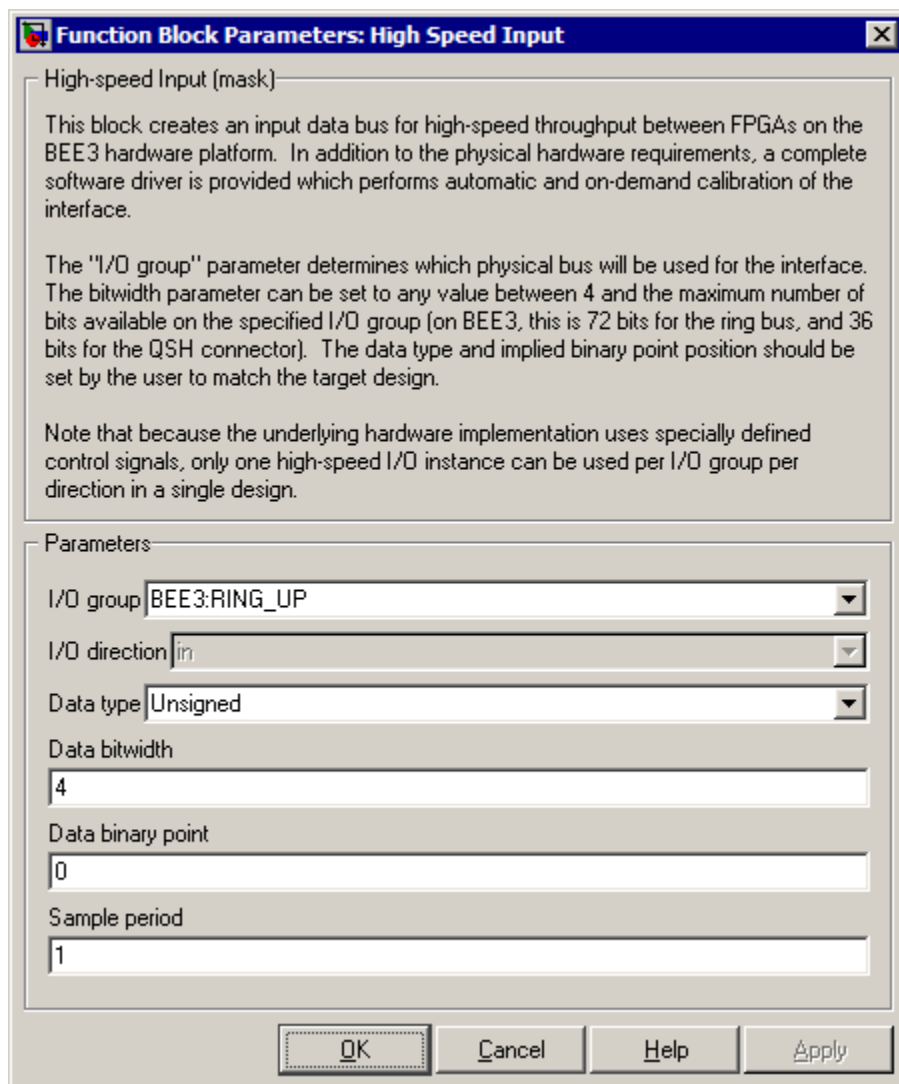 Function Block Parameters: High Speed Input
High-speed Input (mask)
This block creates an input data bus for high-speed throughput between FPGAs on the
BEE3 hardware platform.  In addition to the physical hardware requirements, a complete
software driver is provided which performs automatic and on-demand calibration of the
interface.
The "I/O group" parameter determines which physical bus will be used for the interface.
The bitwidth parameter can be set to any value between 4 and the maximum number of
bits available on the specified I/O group (on BEE3, this is 72 bits for the ring bus, and 36
bits for the QSH connector).  The data type and implied binary point position should be
set by the user to match the target design.
Note that because the underlying hardware implementation uses specially defined
control signals, only one high-speed I/O instance can be used per I/O group per
direction in a single design.
Parameters
I/O group BEE3:RING_UP
I/O direction in
Data type Unsigned
Data bitwidth
4
Data binary point
0
Sample period
1
OK Cancel Help Apply